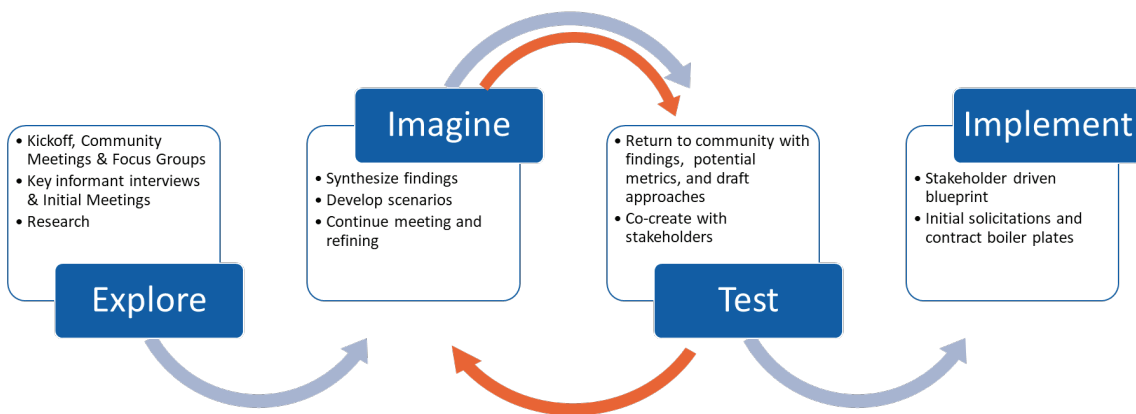 • Kickoff, Community
Meetings & Focus Groups
• Key informant interviews
& Initial Meetings
• Research
Explore
Imagine
• Synthesize findings
• Develop scenarios
• Continue meeting and
refining
• Return to community with
findings, potential
metrics, and draft
approaches
• Co-create with
stakeholders
Test
Implement
• Stakeholder driven
blueprint
• Initial solicitations and
contract boiler plates